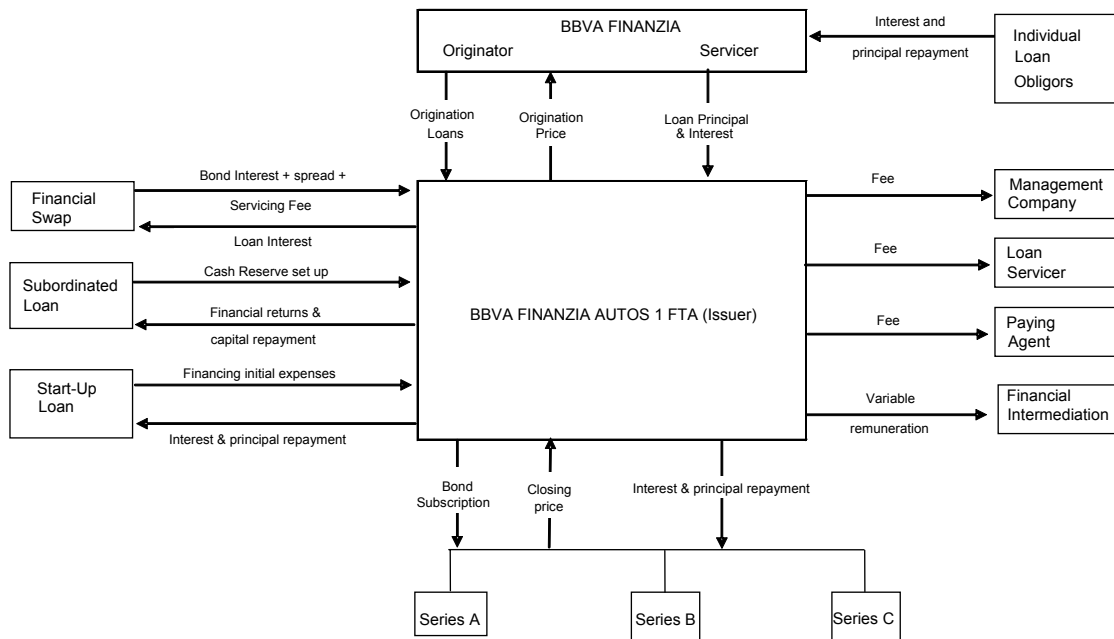 BBVA FINANZIA
Originator
Servicer
Interest and
principal repayment
Individual
Loan
Obligors
Origination
Loans
Origination
Price
Loan Principal
& Interest
Financial
Swap
Bond Interest + spread +
Servicing Fee
Loan Interest
Subordinated
Loan
Cash Reserve set up
Financial returns &
capital repayment
Start-Up
Loan
Financing initial expenses
Interest & principal repayment
BBVA FINANZIA AUTOS 1 FTA (Issuer)
Fee
Management
Company
Fee
Loan
Servicer
Fee
Paying
Agent
Variable
remuneration
Financial
Intermediation
Bond
Subscription
Closing
price
Interest & principal repayment
Series A
Series B
Series C